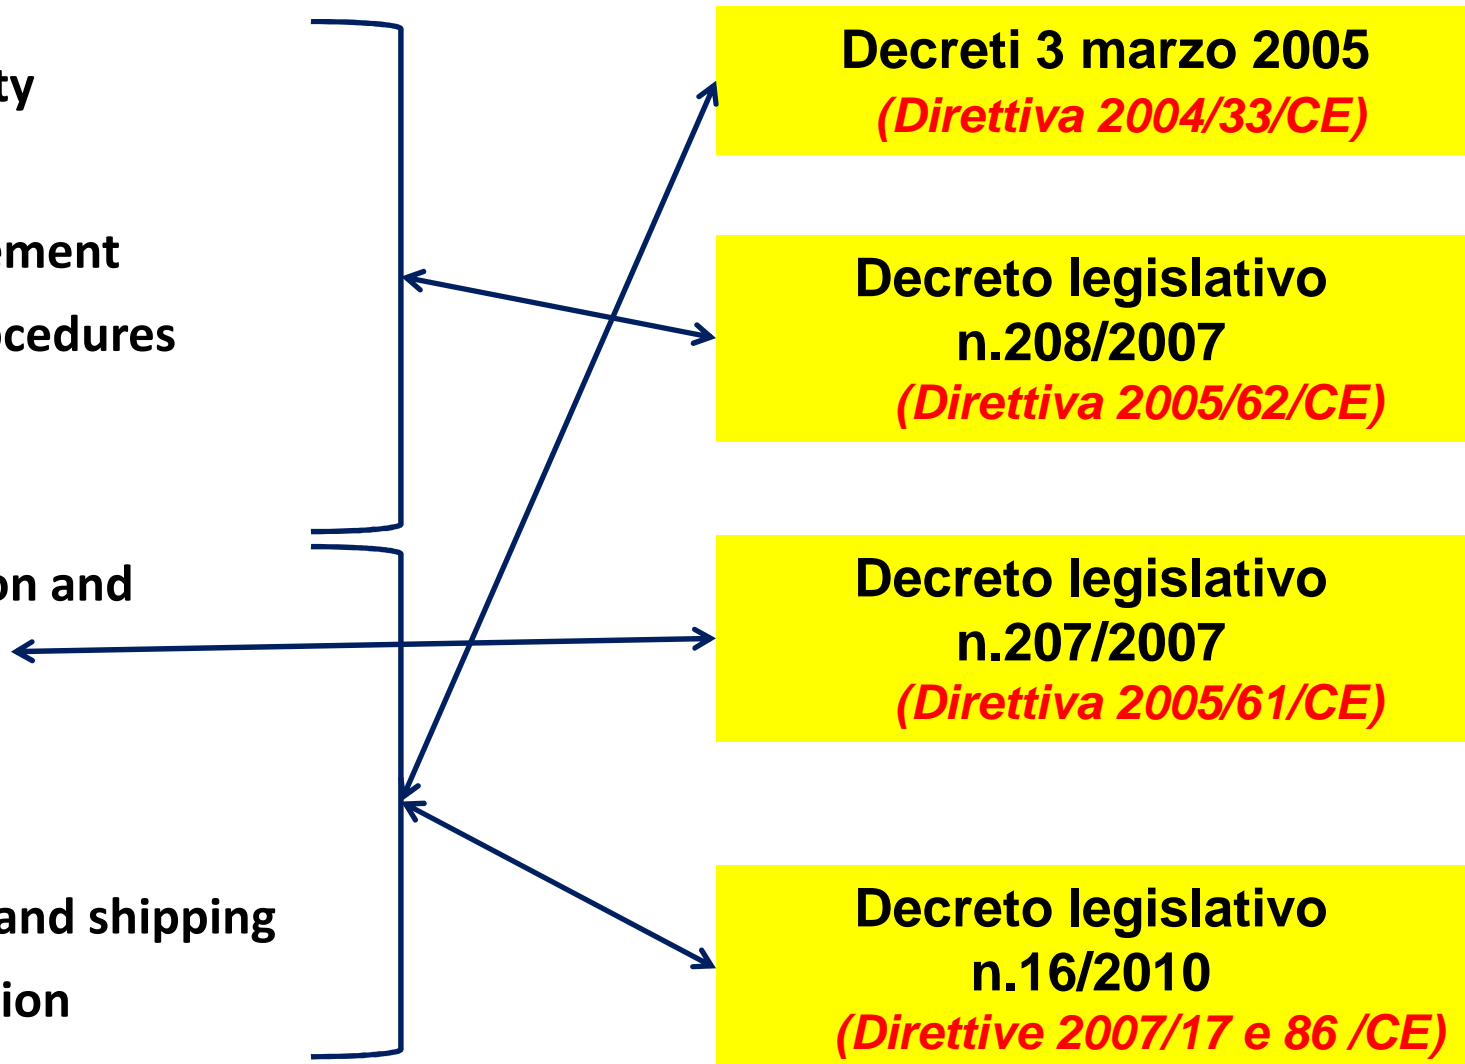 ty
ement
ocedures
on and
and shipping
tion
Decreti 3 marzo 2005
(Direttiva 2004/33/CE)
Decreto legislativo
n.208/2007
(Direttiva 2005/62/CE)
Decreto legislativo
n.207/2007
(Direttiva 2005/61/CE)
Decreto legislativo
n.16/2010
(Direttive 2007/17 e 86 /CE)